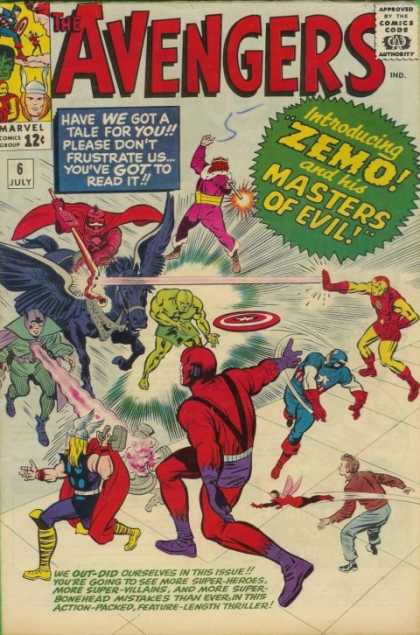 THE AVENGERS
IND.
APPROVED
BY THE
COMICS
CODE
AUTHORITY
MARVEL
COMICS
GROUP
12¢
6
JULY
HAVE WE GOT A
TALE FOR YOU!!
PLEASE DON'T
FRUSTRATE US...
YOU'VE GOT TO
READ IT!!
5
Introducing
"ZEMO!
and his
MASTERS
OF EVIL!"
WE OUT-DID OURSELVES IN THIS ISSUE!!
YOU'RE GOING TO SEE MORE SUPER-HEROES,
MORE SUPER-VILLAINS, AND MORE SUPER-
BONEHEAD MISTAKES THAN EVER, IN THIS
ACTION-PACKED, FEATURE-LENGTH THRILLER!